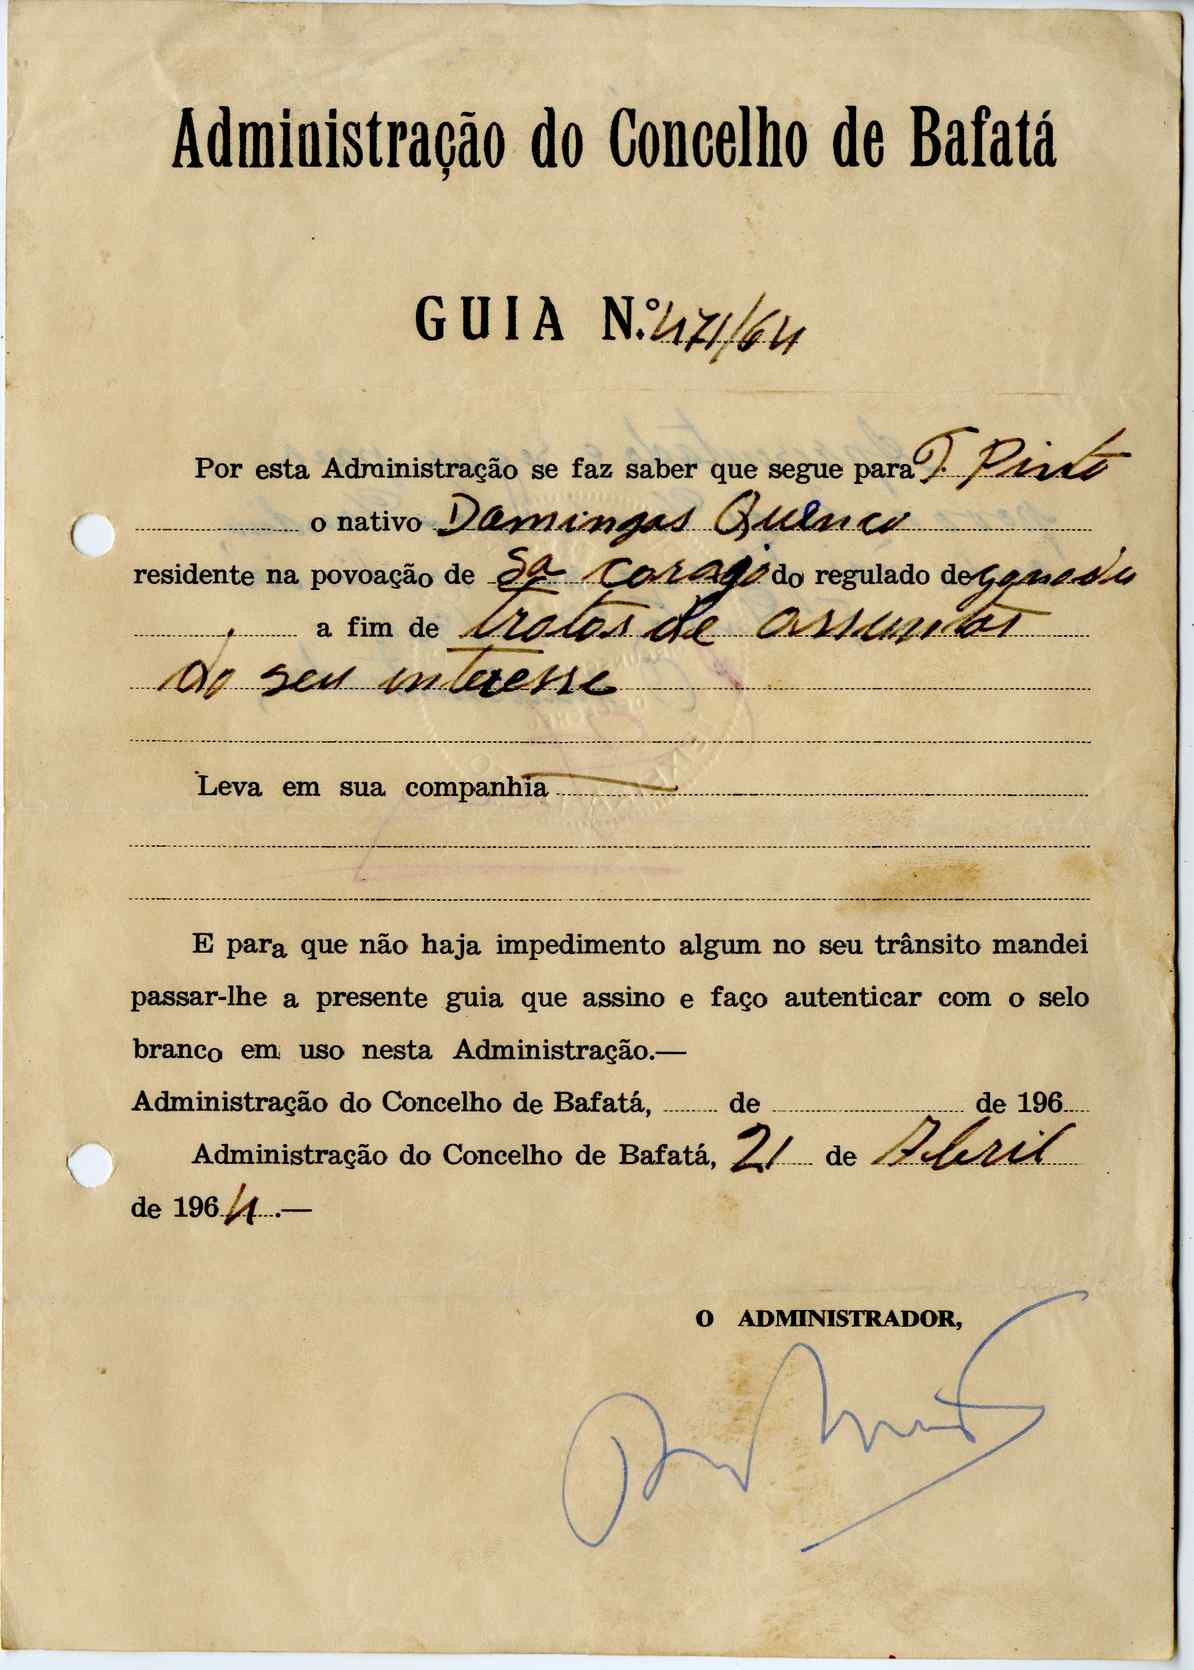 Administração do Concelho de Bafatá
GUIA N.º 471/64
Por esta Administração se faz saber que segue para T. Pinto
o nativo Domingos Quenco
residente na povoação de Sa do regulado de
a fim de tratar de assuntos
do seu interesse
Leva em sua companhia
E para que não haja impedimento algum no seu trânsito mandei
passar-lhe a presente guia que assino e faço autenticar com o selo
branco em uso nesta Administração.—
Administração do Concelho de Bafatá, de de 196
Administração do Concelho de Bafatá, 21 de Abril
de 1964.—
O ADMINISTRADOR,